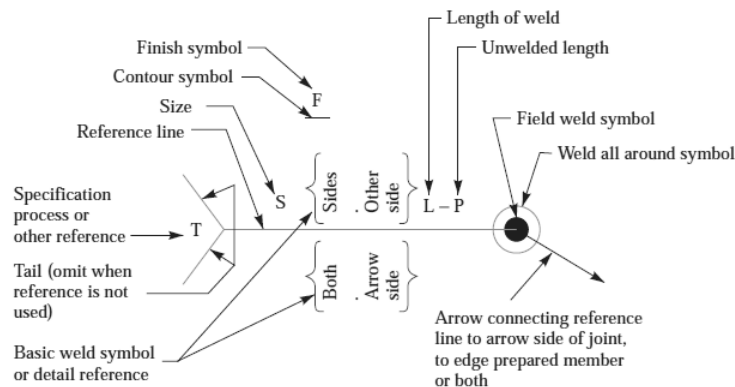 Length of weld
Finish symbol
Unwelded length
Contour symbol
F
Size
Field weld symbol
Reference line
Weld all around symbol
Specification
process or
other reference
T
S
Sides
Other
side
L – P
Both
Arrow
side
Tail (omit when
reference is not
used)
Basic weld symbol
or detail reference
Arrow connecting reference
line to arrow side of joint,
to edge prepared member
or both